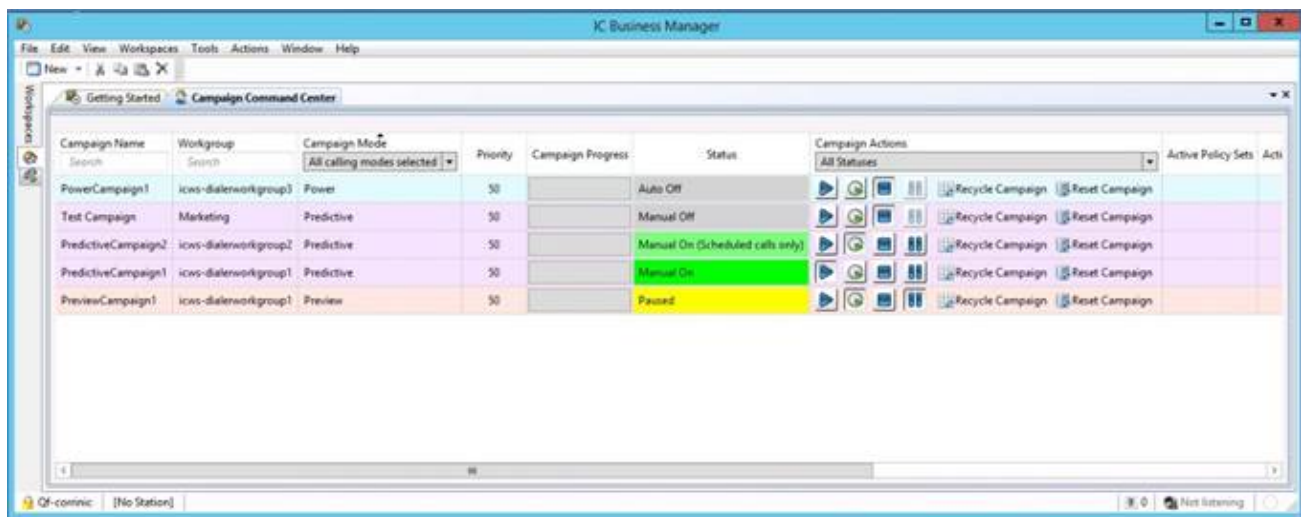 IC Business Manager
File Edit View Workspaces Tools Actions Window Help
New
Workspaces
Getting Started Campaign Command Center
Campaign Name Workgroup Campaign Mode Priority Campaign Progress Status Campaign Actions Active Policy Sets Acti
Search Search All calling modes selected All Statuses
PowerCampaign1 icws-dialerworkgroup3 Power 50 Auto Off Recycle Campaign Reset Campaign
Test Campaign Marketing Predictive 50 Manual Off Recycle Campaign Reset Campaign
PredictiveCampaign2 icws-dialerworkgroup2 Predictive 50 Manual On (Scheduled calls only) Recycle Campaign Reset Campaign
PredictiveCampaign1 icws-dialerworkgroup1 Predictive 50 Manual On Recycle Campaign Reset Campaign
PreviewCampaign1 icws-dialerworkgroup1 Preview 50 Paused Recycle Campaign Reset Campaign
[No Station] 0 Not listening